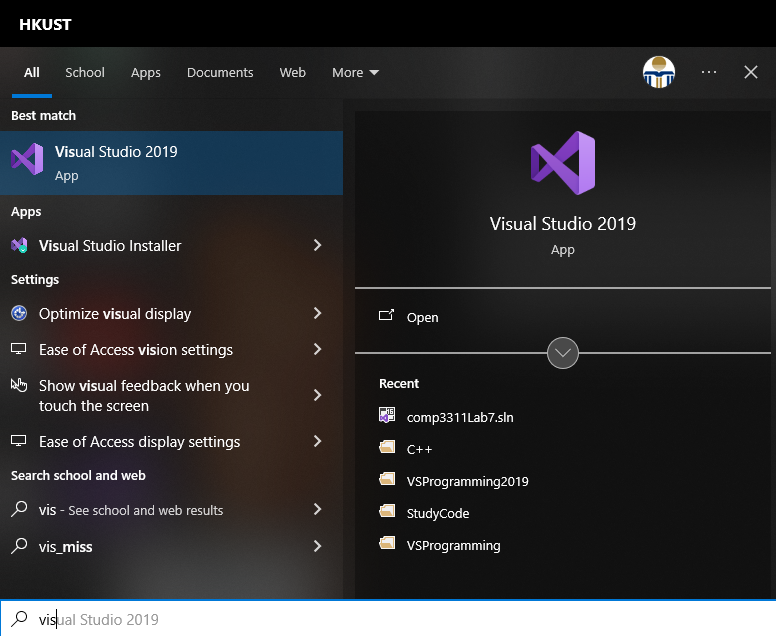 HKUST
All School Apps Documents Web More
Best match
Visual Studio 2019
App
Apps
Visual Studio Installer
Settings
Optimize visual display
Ease of Access vision settings
Show visual feedback when you
touch the screen
Ease of Access display settings
Search school and web
vis - See school and web results
vis_miss
Visual Studio 2019
App
Open
Recent
comp3311Lab7.sln
C++
VSProgramming2019
StudyCode
VSProgramming
visual Studio 2019